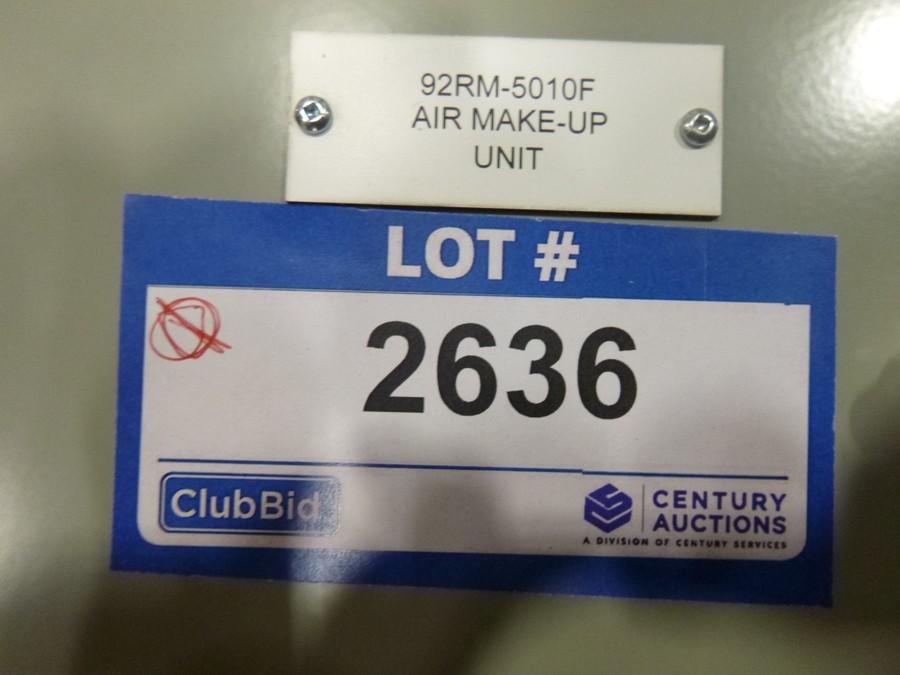 92RM-5010F
AIR MAKE-UP
UNIT
LOT #
2636
ClubBid
CENTURY
AUCTIONS
A DIVISION OF CENTURY SERVICES